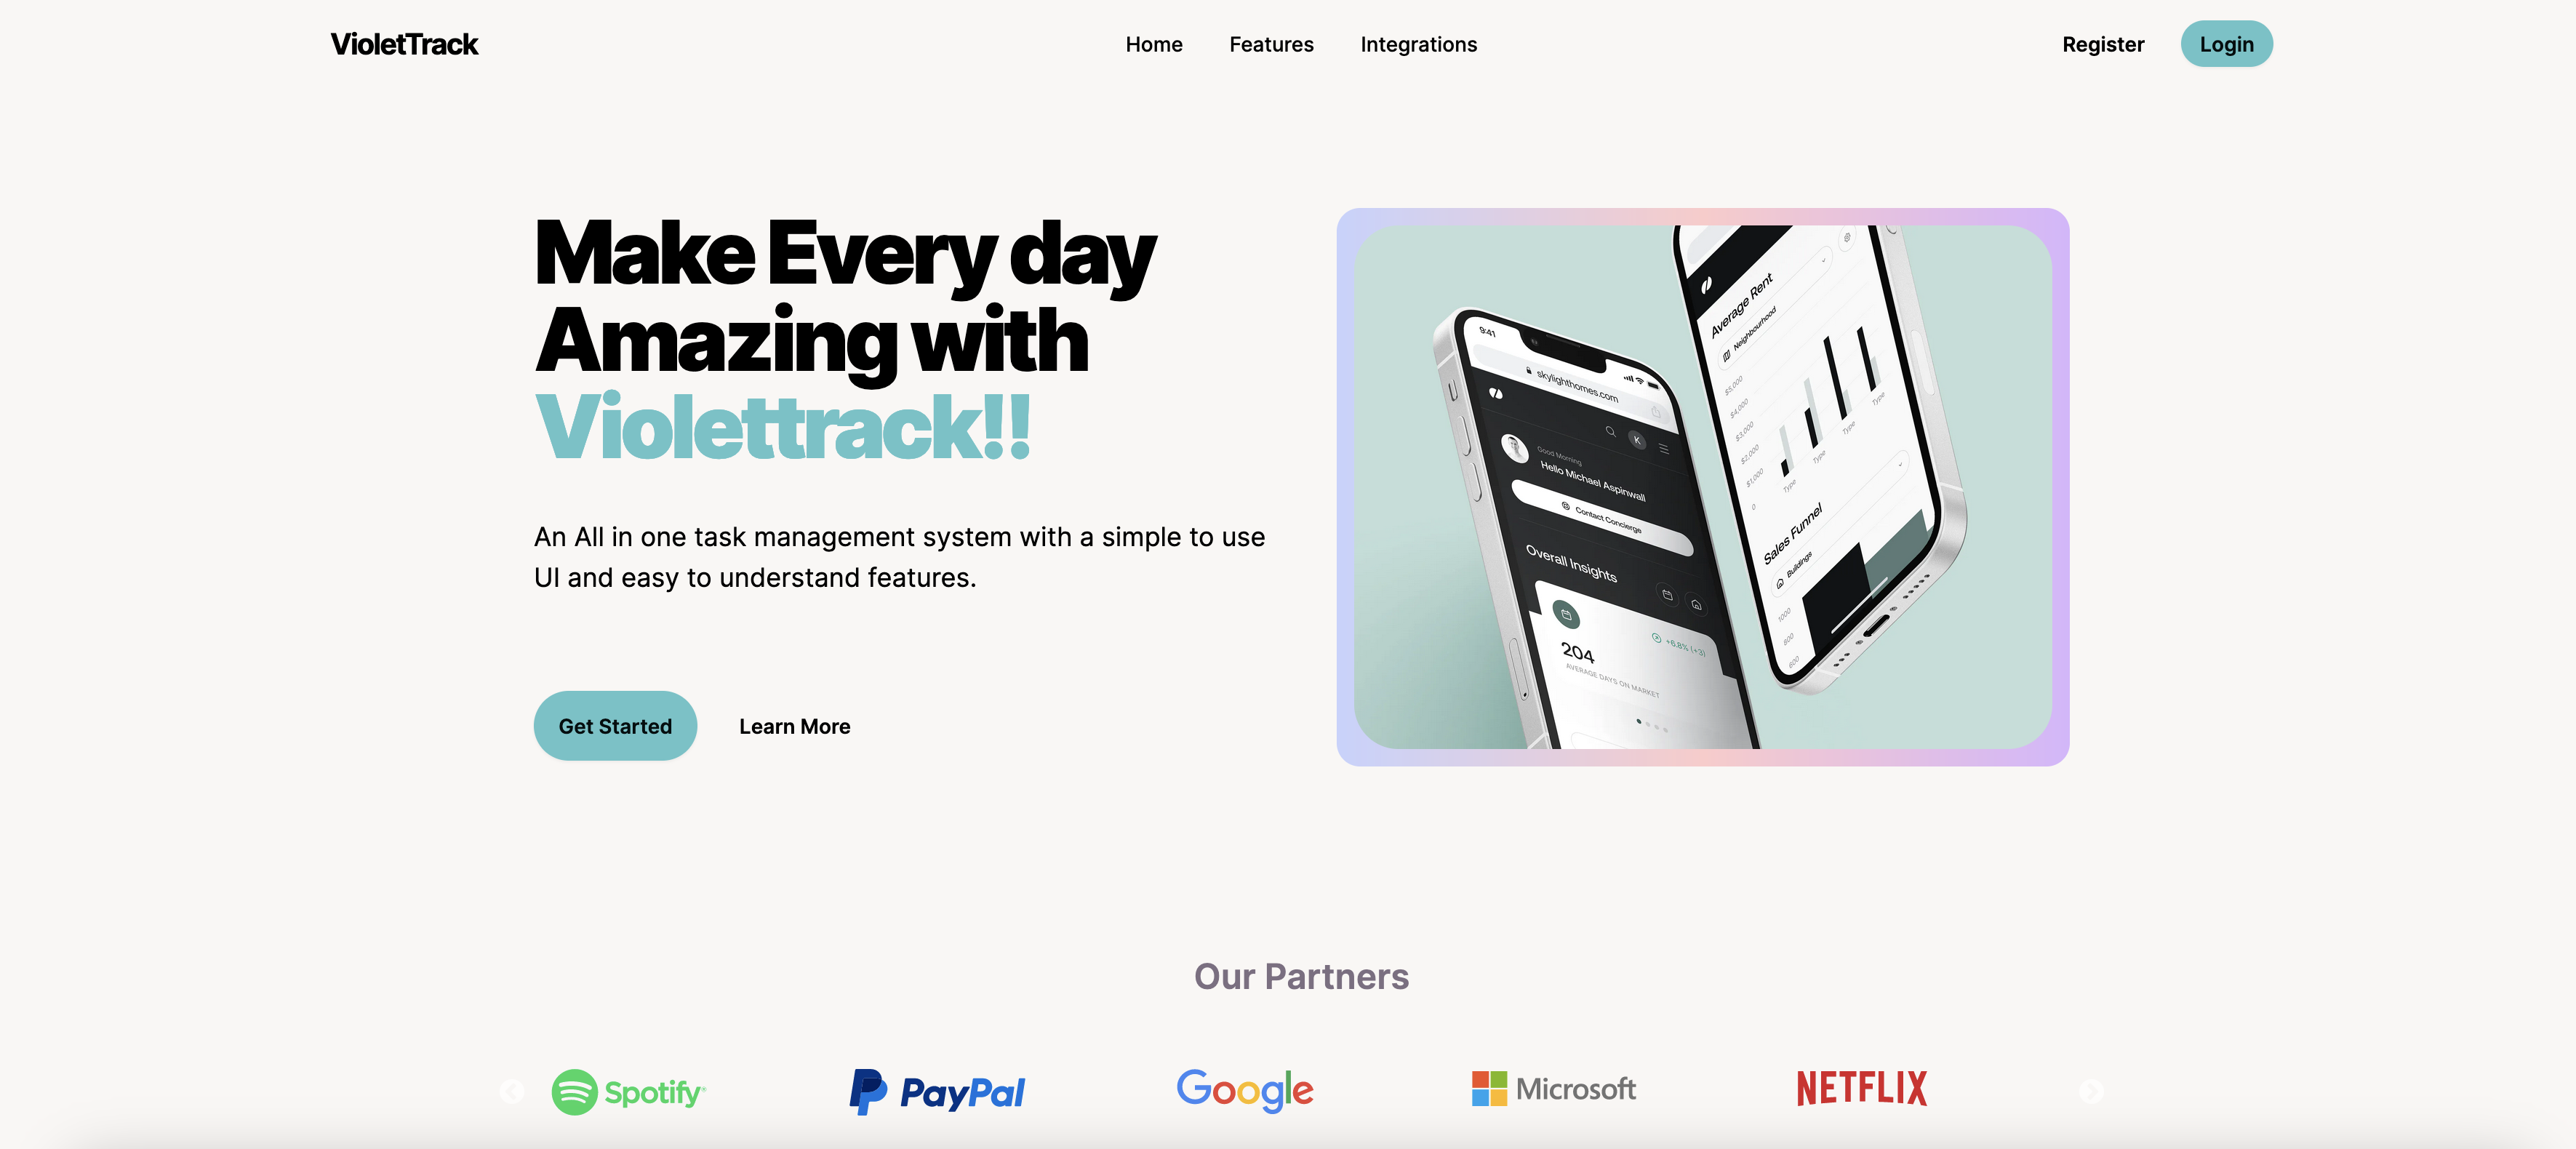 VioletTrack
Home
Features
Integrations
Register
Login
Make Every day
Amazing with
Violettrack!!
An All in one task management system with a simple to use
UI and easy to understand features.
Get Started
Learn More
9:41
skylighthomes.com
K
Good Morning
Hello Michael Aspinwall
Contact Concierge
Overall Insights
204
+6.8% (+3)
AVERAGE DAYS ON MARKET
Average Rent
Neighbourhood
$5,000
$4,000
$3,000
$2,000
$1,000
0
Type
Type
Type
Type
Sales Funnel
Buildings
1000
800
600
Our Partners
Spotify®
PayPal
Google
Microsoft
NETFLIX